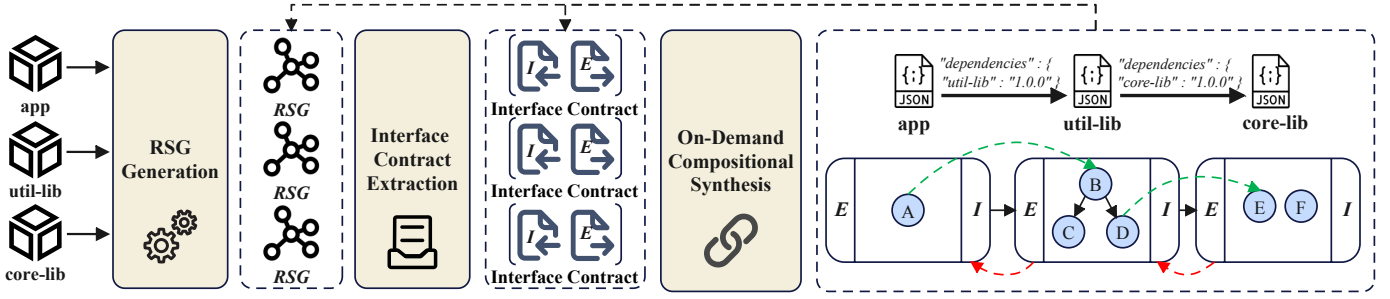 app
util-lib
core-lib
RSG
Generation
RSG
RSG
RSG
Interface
Contract
Extraction
I E
Interface Contract
I E
Interface Contract
I E
Interface Contract
On-Demand
Compositional
Synthesis
{;}
JSON
app
"dependencies" : {
"util-lib" : "1.0.0" }
{;}
JSON
util-lib
"dependencies" : {
"core-lib" : "1.0.0" }
{;}
JSON
core-lib
E
A
I
E
B
C
D
I
E
E
F
I